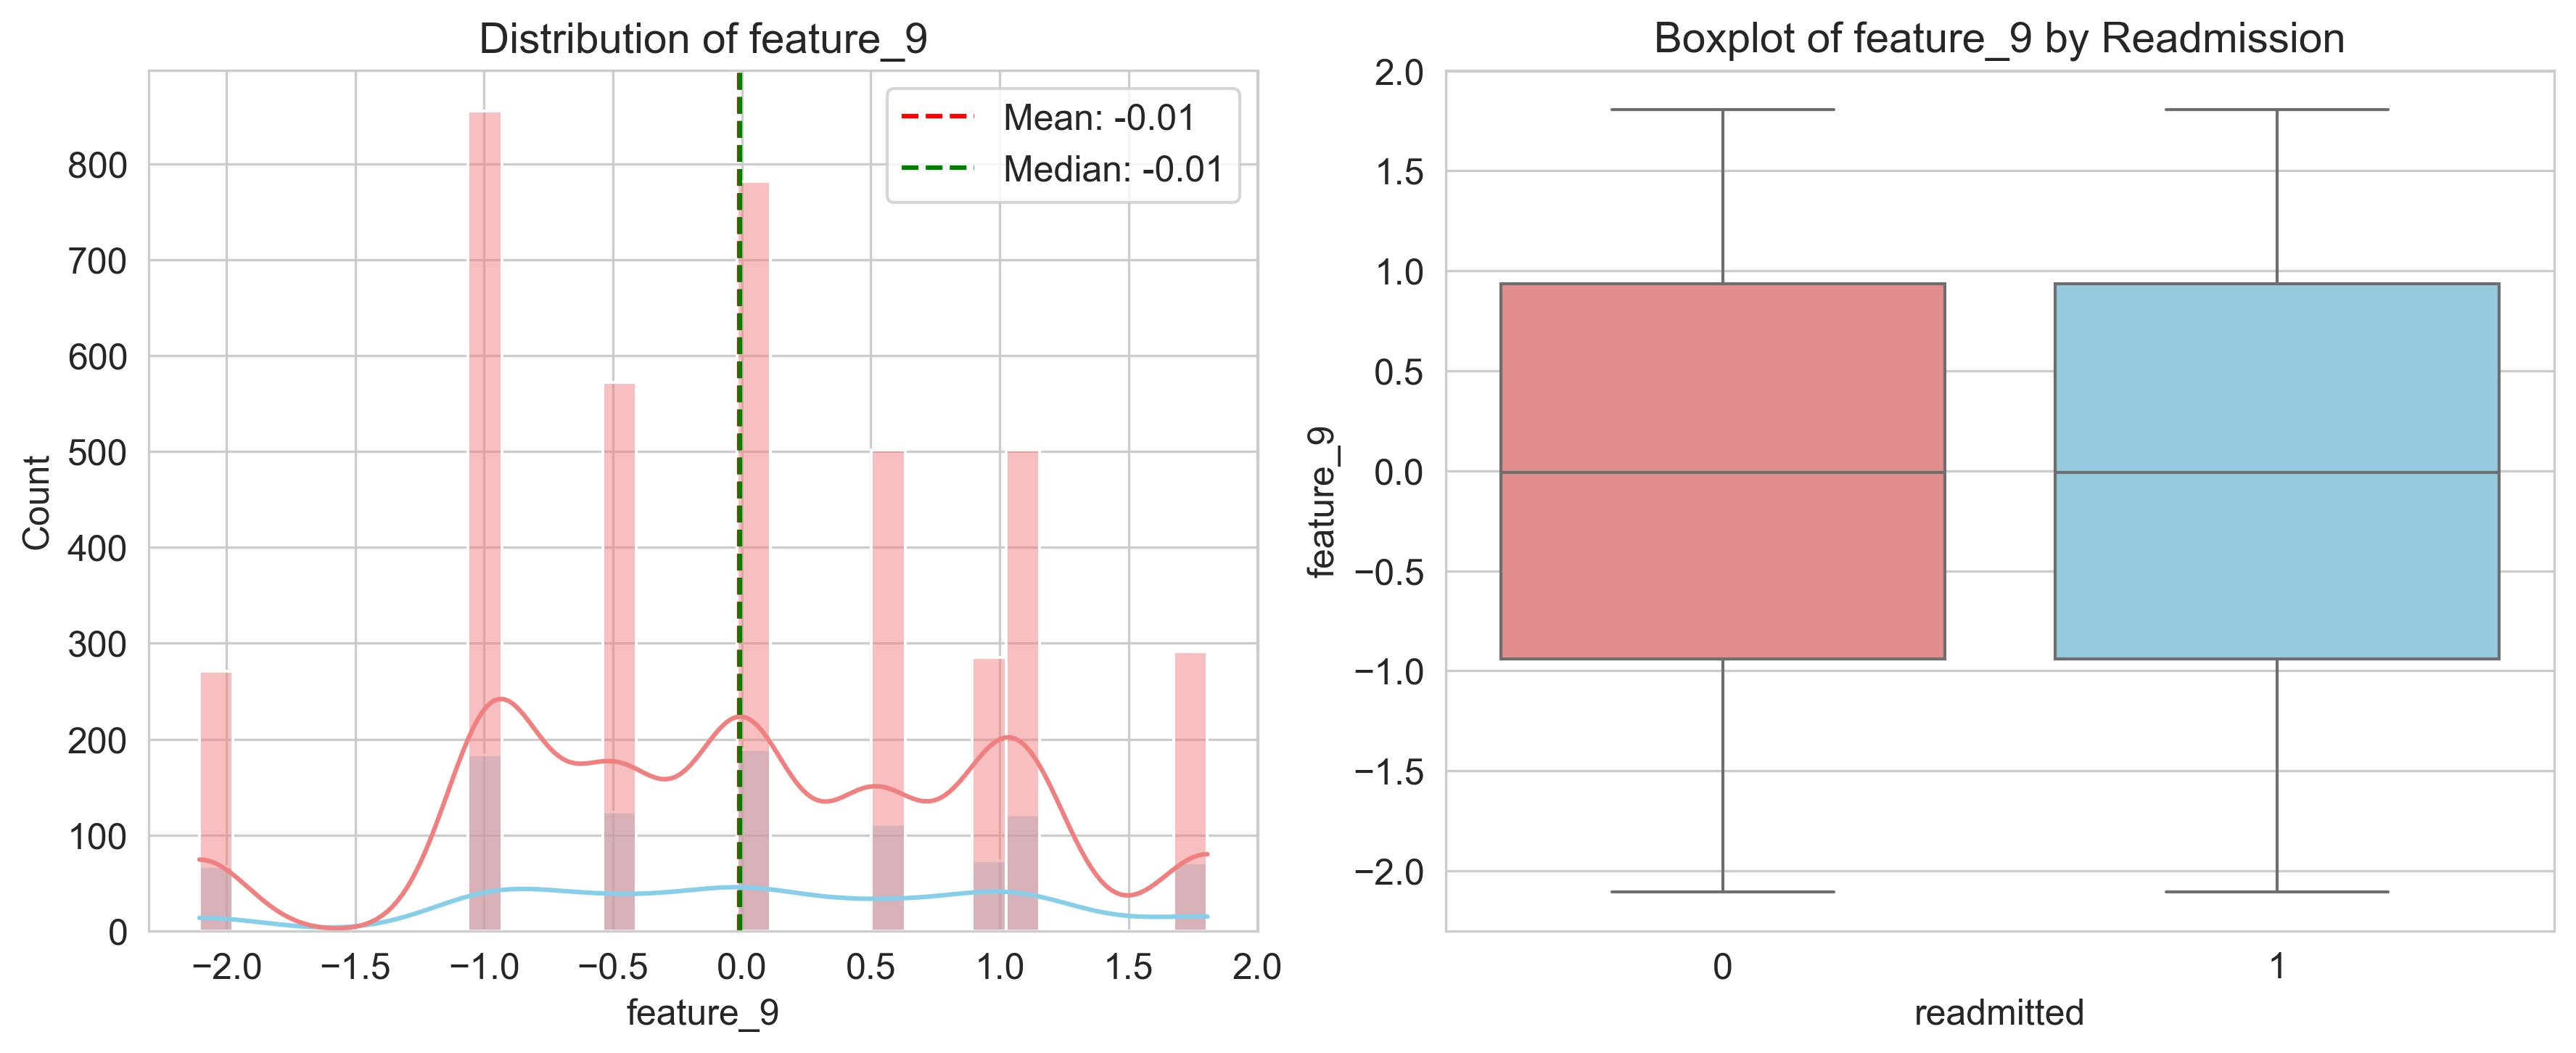 Distribution of feature_9
Mean: -0.01
Median: -0.01
Count
800
700
600
500
400
300
200
100
0
−2.0 −1.5 −1.0 −0.5 0.0 0.5 1.0 1.5 2.0
feature_9
Boxplot of feature_9 by Readmission
feature_9
2.0
1.5
1.0
0.5
0.0
−0.5
−1.0
−1.5
−2.0
0 1
readmitted